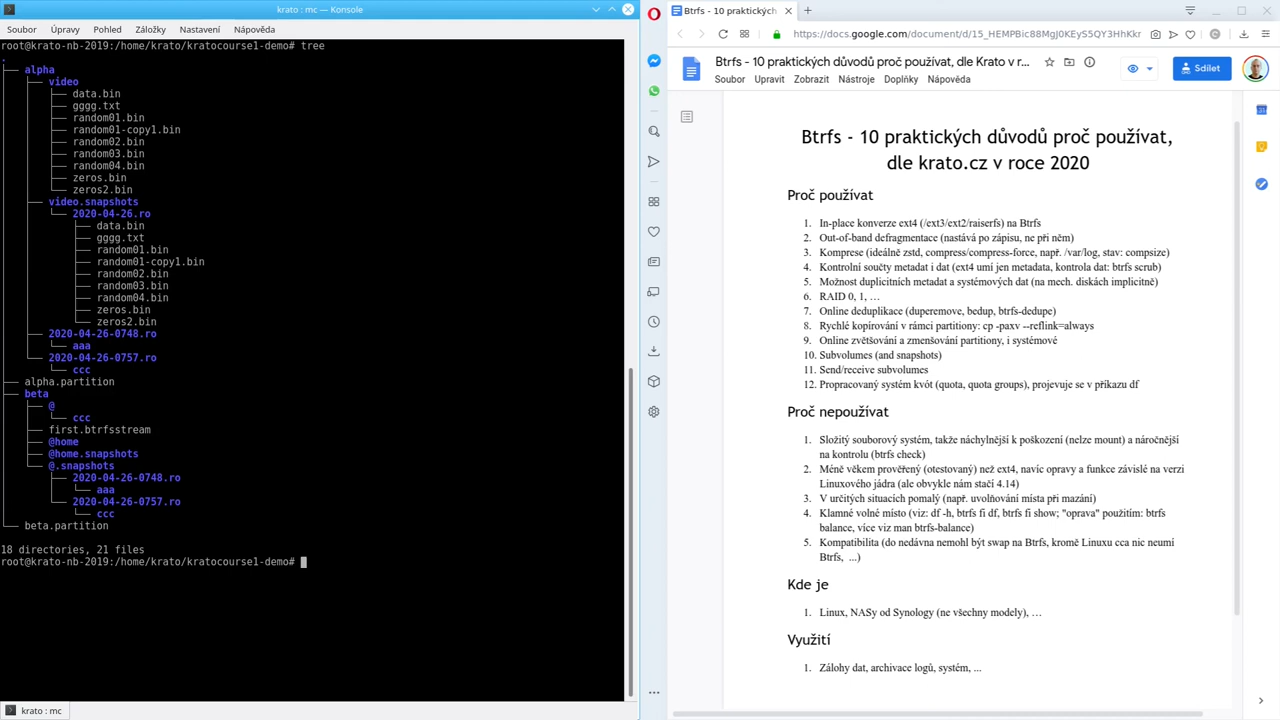 krato : mc — Konsole
Soubor Úpravy Pohled Záložky Nastavení Nápověda
root@krato-nb-2019:/home/krato/kratocourse1-demo# tree
.
├── alpha
│   ├── video
│   │   ├── data.bin
│   │   ├── gggg.txt
│   │   ├── random01.bin
│   │   ├── random01-copy1.bin
│   │   ├── random02.bin
│   │   ├── random03.bin
│   │   ├── random04.bin
│   │   ├── zeros.bin
│   │   └── zeros2.bin
│   ├── video.snapshots
│   │   └── 2020-04-26.ro
│   │       ├── data.bin
│   │       ├── gggg.txt
│   │       ├── random01.bin
│   │       ├── random01-copy1.bin
│   │       ├── random02.bin
│   │       ├── random03.bin
│   │       ├── random04.bin
│   │       ├── zeros.bin
│   │       └── zeros2.bin
│   ├── 2020-04-26-0748.ro
│   │   └── aaa
│   └── 2020-04-26-0757.ro
│       └── ccc
├── alpha.partition
├── beta
│   ├── @
│   │   └── ccc
│   ├── first.btrfsstream
│   ├── @home
│   ├── @home.snapshots
│   └── @.snapshots
│       ├── 2020-04-26-0748.ro
│       │   └── aaa
│       └── 2020-04-26-0757.ro
│           └── ccc
└── beta.partition
18 directories, 21 files
root@krato-nb-2019:/home/krato/kratocourse1-demo#
krato : mc
Btrfs - 10 praktických
https://docs.google.com/document/d/15_HEMPBic88MgJ0KEyS5QY3HhKkr
Btrfs - 10 praktických důvodů proč používat, dle Krato v r...
Soubor Upravit Zobrazit Nástroje Doplňky Nápověda
Sdílet
Btrfs - 10 praktických důvodů proč používat,
dle krato.cz v roce 2020
Proč používat
1. In-place konverze ext4 (/ext3/ext2/raiserfs) na Btrfs
2. Out-of-band defragmentace (nastává po zápisu, ne při něm)
3. Komprese (ideálně zstd, compress/compress-force, např. /var/log, stav: compsize)
4. Kontrolní součty metadat i dat (ext4 umí jen metadata, kontrola dat: btrfs scrub)
5. Možnost duplicitních metadat a systémových dat (na mech. diskách implicitně)
6. RAID 0, 1, …
7. Online deduplikace (duperemove, bedup, btrfs-dedupe)
8. Rychlé kopírování v rámci partitiony: cp -paxv --reflink=always
9. Online zvětšování a zmenšování partitiony, i systémové
10. Subvolumes (and snapshots)
11. Send/receive subvolumes
12. Propracovaný systém kvót (quota, quota groups), projevuje se v příkazu df
Proč nepoužívat
1. Složitý souborový systém, takže náchylnější k poškození (nelze mount) a náročnější
na kontrolu (btrfs check)
2. Méně věkem prověřený (otestovaný) než ext4, navíc opravy a funkce závislé na verzi
Linuxového jádra (ale obvykle nám stačí 4.14)
3. V určitých situacích pomalý (např. uvolňování místa při mazání)
4. Klamné volné místo (viz: df -h, btrfs fi df, btrfs fi show; "oprava" použitím: btrfs
balance, více viz man btrfs-balance)
5. Kompatibilita (do nedávna nemohl být swap na Btrfs, kromě Linuxu cca nic neumí
Btrfs, ...)
Kde je
1. Linux, NASy od Synology (ne všechny modely), …
Využití
1. Zálohy dat, archivace logů, systém, ...